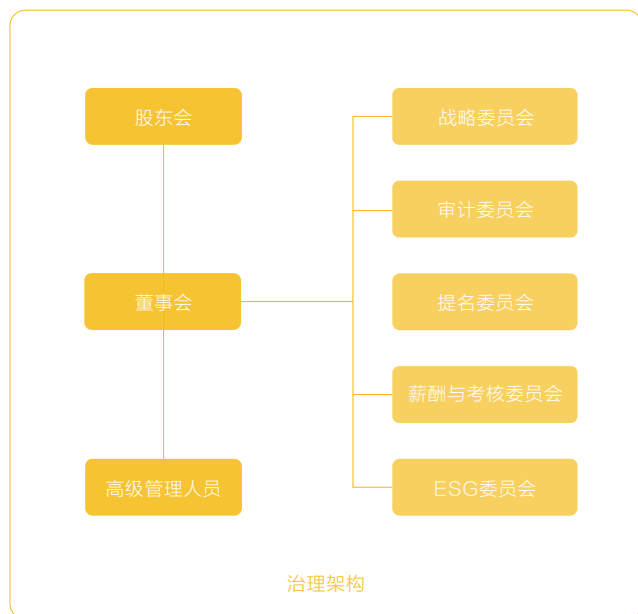 股东会
战略委员会
审计委员会
董事会
提名委员会
薪酬与考核委员会
高级管理人员
ESG委员会
治理架构